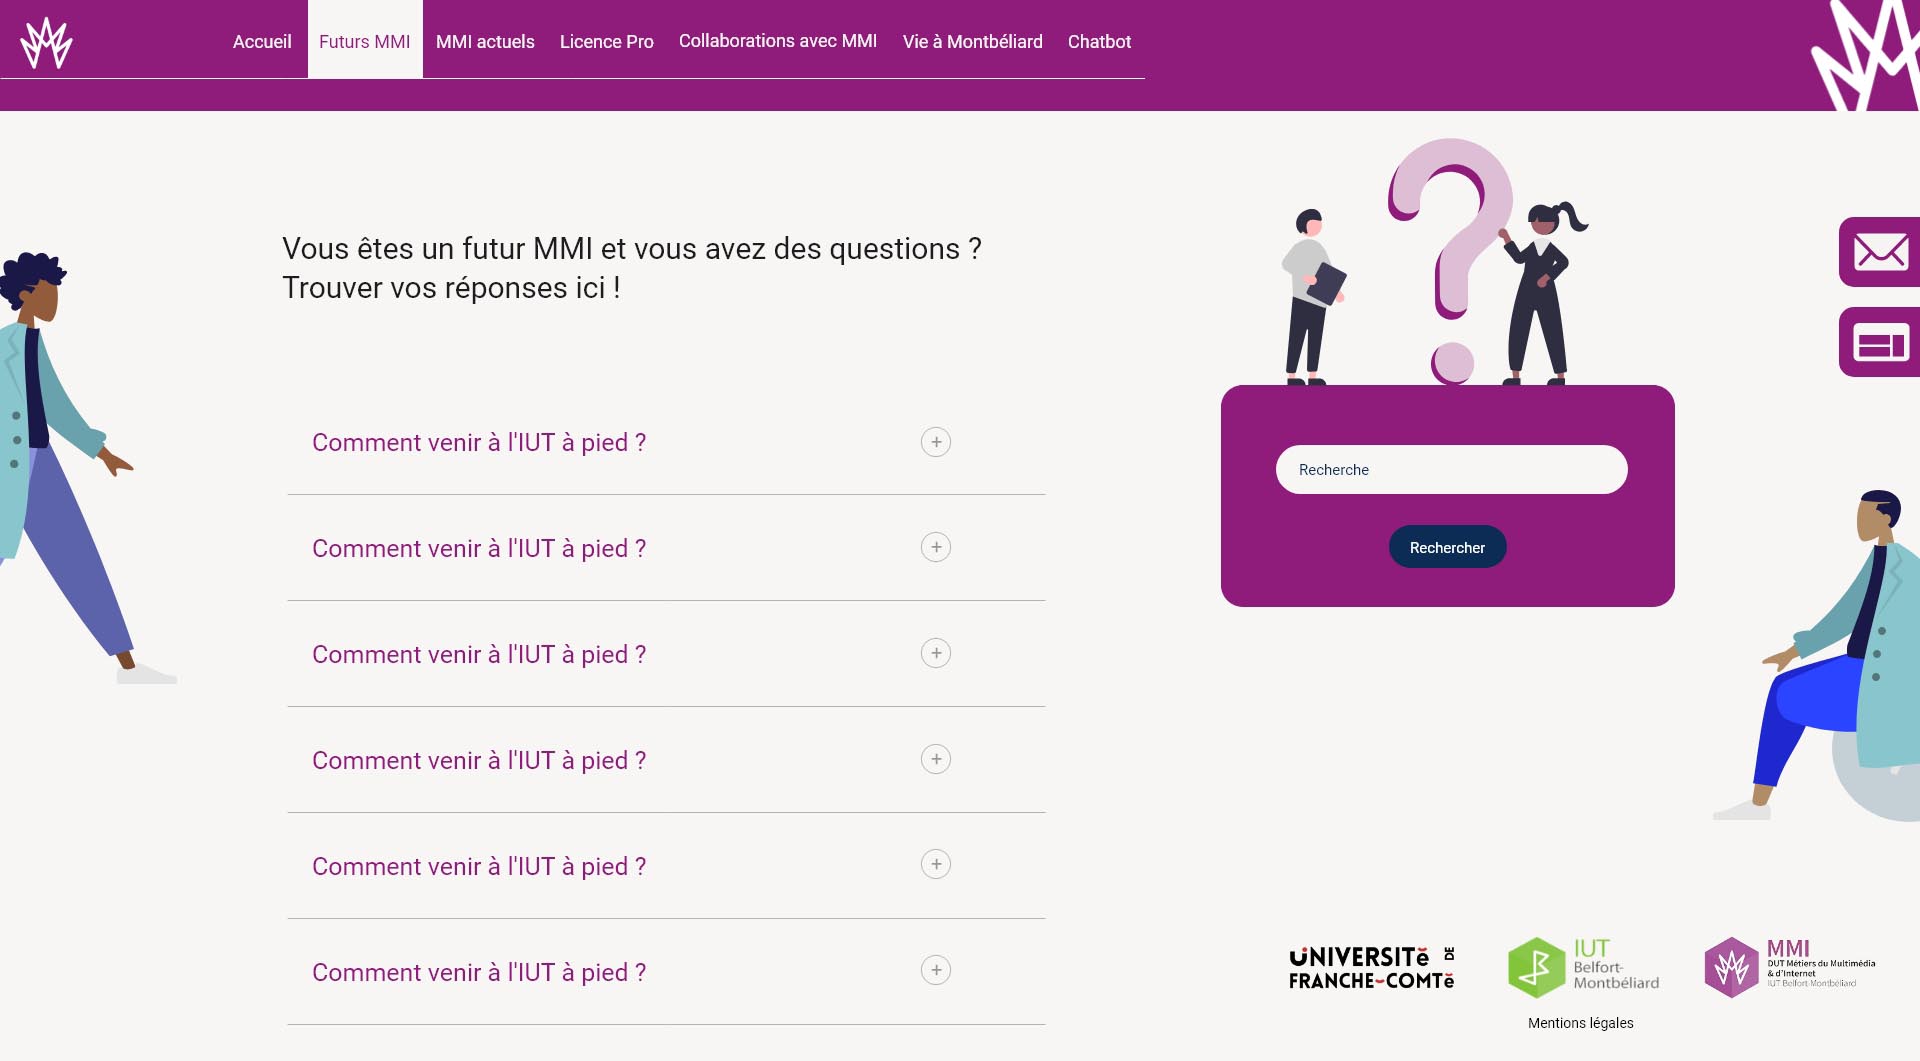 Accueil
Futurs MMI
MMI actuels
Licence Pro
Collaborations avec MMI
Vie à Montbéliard
Chatbot
Vous êtes un futur MMI et vous avez des questions ?
Trouver vos réponses ici !
Comment venir à l'IUT à pied ?
Comment venir à l'IUT à pied ?
Comment venir à l'IUT à pied ?
Comment venir à l'IUT à pied ?
Comment venir à l'IUT à pied ?
Comment venir à l'IUT à pied ?
Recherche
Rechercher
UNIVERSITĕ DE
FRANCHE-COMTĕ
IUT
Belfort-
Montbéliard
MMI
DUT Métiers du Multimédia
& d'Internet
IUT Belfort-Montbéliard
Mentions légales